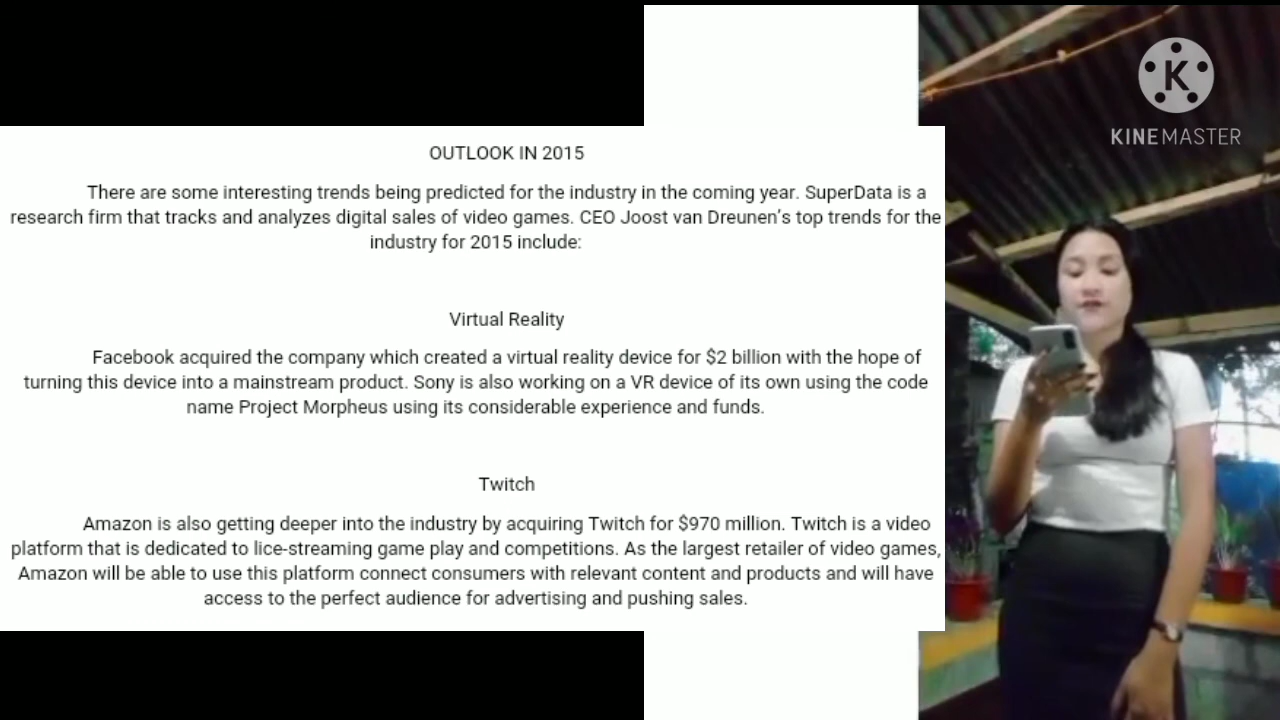 OUTLOOK IN 2015
There are some interesting trends being predicted for the industry in the coming year. SuperData is a
research firm that tracks and analyzes digital sales of video games. CEO Joost van Dreunen's top trends for the
industry for 2015 include:
Virtual Reality
Facebook acquired the company which created a virtual reality device for $2 billion with the hope of
turning this device into a mainstream product. Sony is also working on a VR device of its own using the code
name Project Morpheus using its considerable experience and funds.
Twitch
Amazon is also getting deeper into the industry by acquiring Twitch for $970 million. Twitch is a video
platform that is dedicated to lice-streaming game play and competitions. As the largest retailer of video games,
Amazon will be able to use this platform connect consumers with relevant content and products and will have
access to the perfect audience for advertising and pushing sales.
K
KINEMASTER